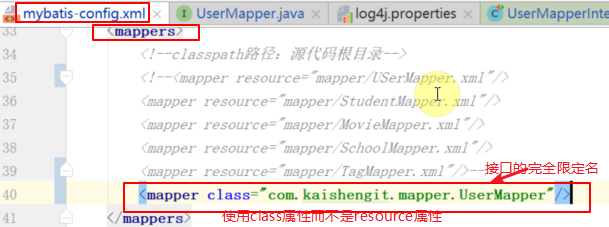 mybatis-config.xml UserMapper.java log4j.properties UserMapperInte
33 <mappers>
34 <!--classpath路径：源代码根目录-->
35 <!--<mapper resource="mapper/USerMapper.xml"/>
36 <mapper resource="mapper/StudentMapper.xml"/>
37 <mapper resource="mapper/MovieMapper.xml"/>
38 <mapper resource="mapper/SchoolMapper.xml"/>
39 <mapper resource="mapper/TagMapper.xml"/>-->
接口的完全限定名
40 <mapper class="com.kaishengit.mapper.UserMapper"/>
41 </mappers>
使用class属性而不是resource属性